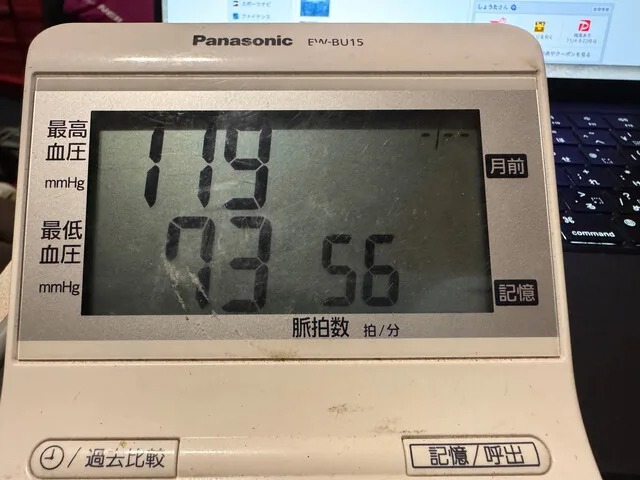 Panasonic EW-BU15
最高
血圧
mmHg
119
月前
最低
血圧
mmHg
73
56
記憶
脈拍数 拍/分
/過去比較
記憶/呼出
command